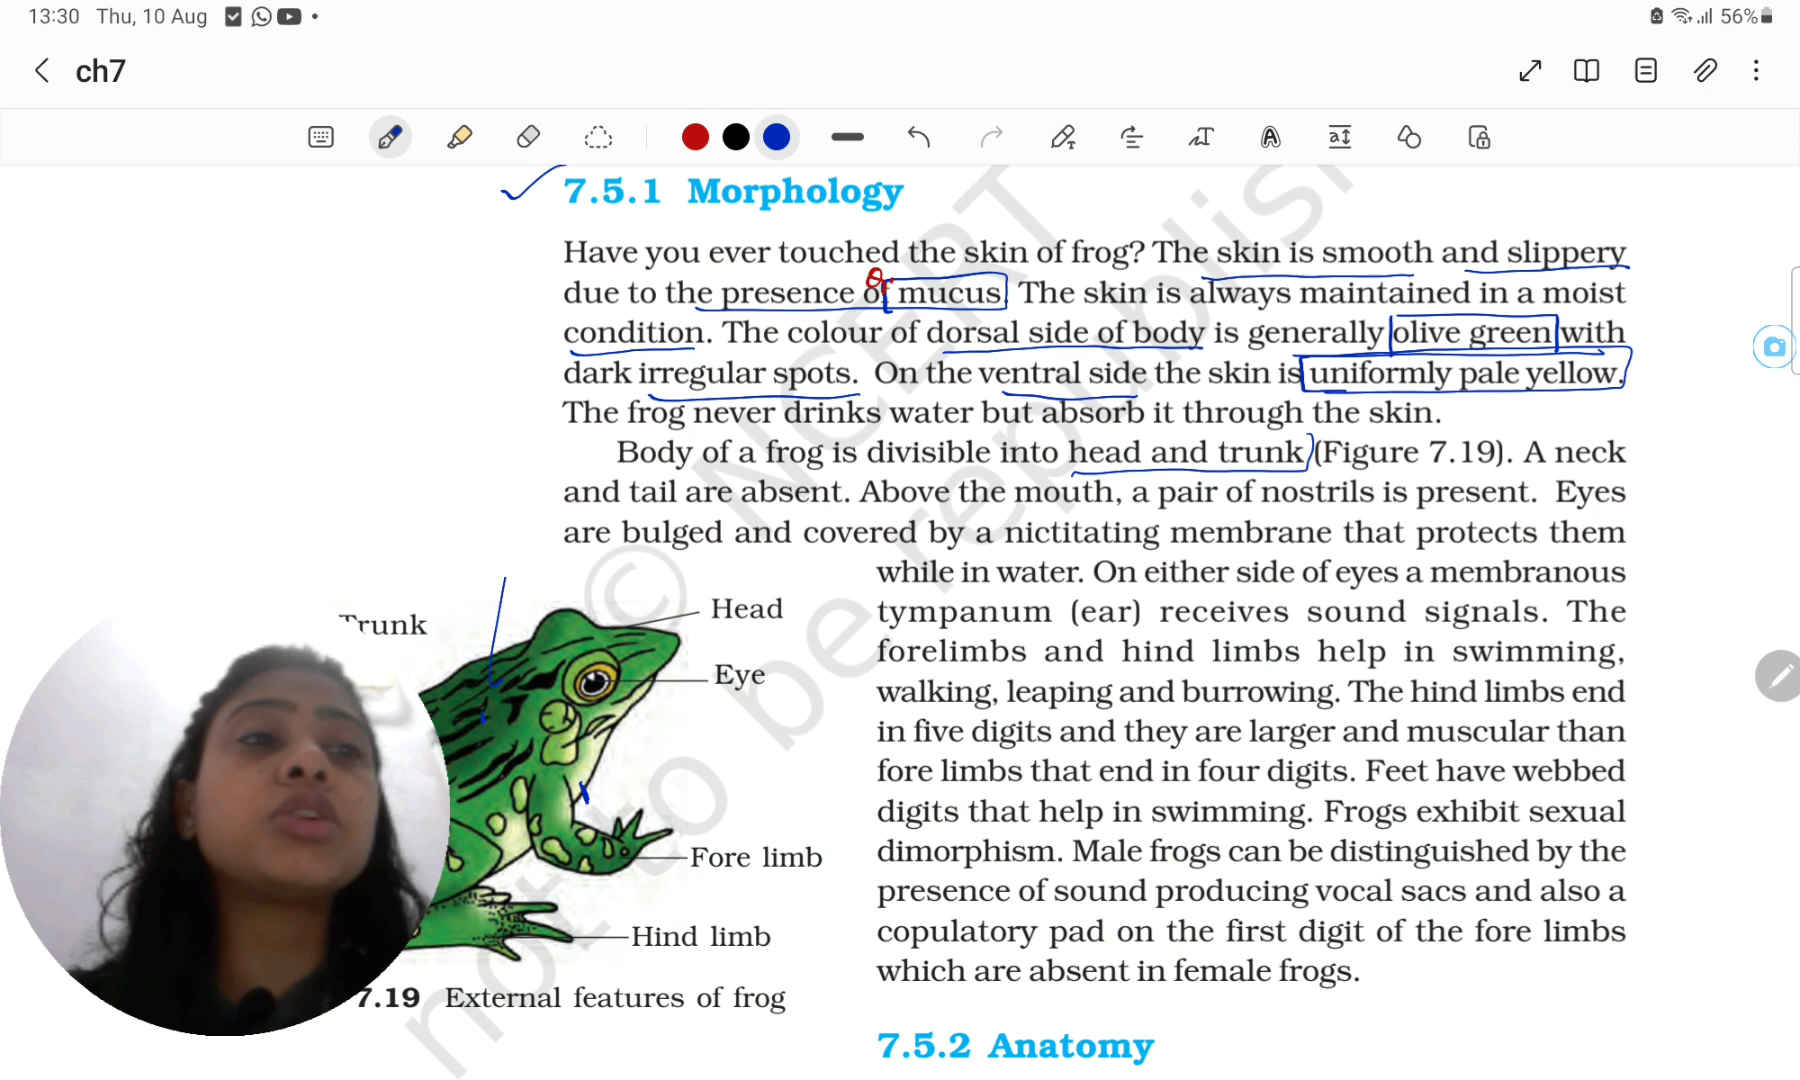 13:30 Thu, 10 Aug
56%
ch7
7.5.1 Morphology
Have you ever touched the skin of frog? The skin is smooth and slippery
due to the presence of mucus. The skin is always maintained in a moist
condition. The colour of dorsal side of body is generally olive green with
dark irregular spots. On the ventral side the skin is uniformly pale yellow.
The frog never drinks water but absorb it through the skin.
Body of a frog is divisible into head and trunk (Figure 7.19). A neck
and tail are absent. Above the mouth, a pair of nostrils is present. Eyes
are bulged and covered by a nictitating membrane that protects them
while in water. On either side of eyes a membranous
tympanum (ear) receives sound signals. The
forelimbs and hind limbs help in swimming,
walking, leaping and burrowing. The hind limbs end
in five digits and they are larger and muscular than
fore limbs that end in four digits. Feet have webbed
digits that help in swimming. Frogs exhibit sexual
dimorphism. Male frogs can be distinguished by the
presence of sound producing vocal sacs and also a
copulatory pad on the first digit of the fore limbs
which are absent in female frogs.
Trunk
Head
Eye
Fore limb
Hind limb
7.19 External features of frog
7.5.2 Anatomy
© NCERT
not to be republish